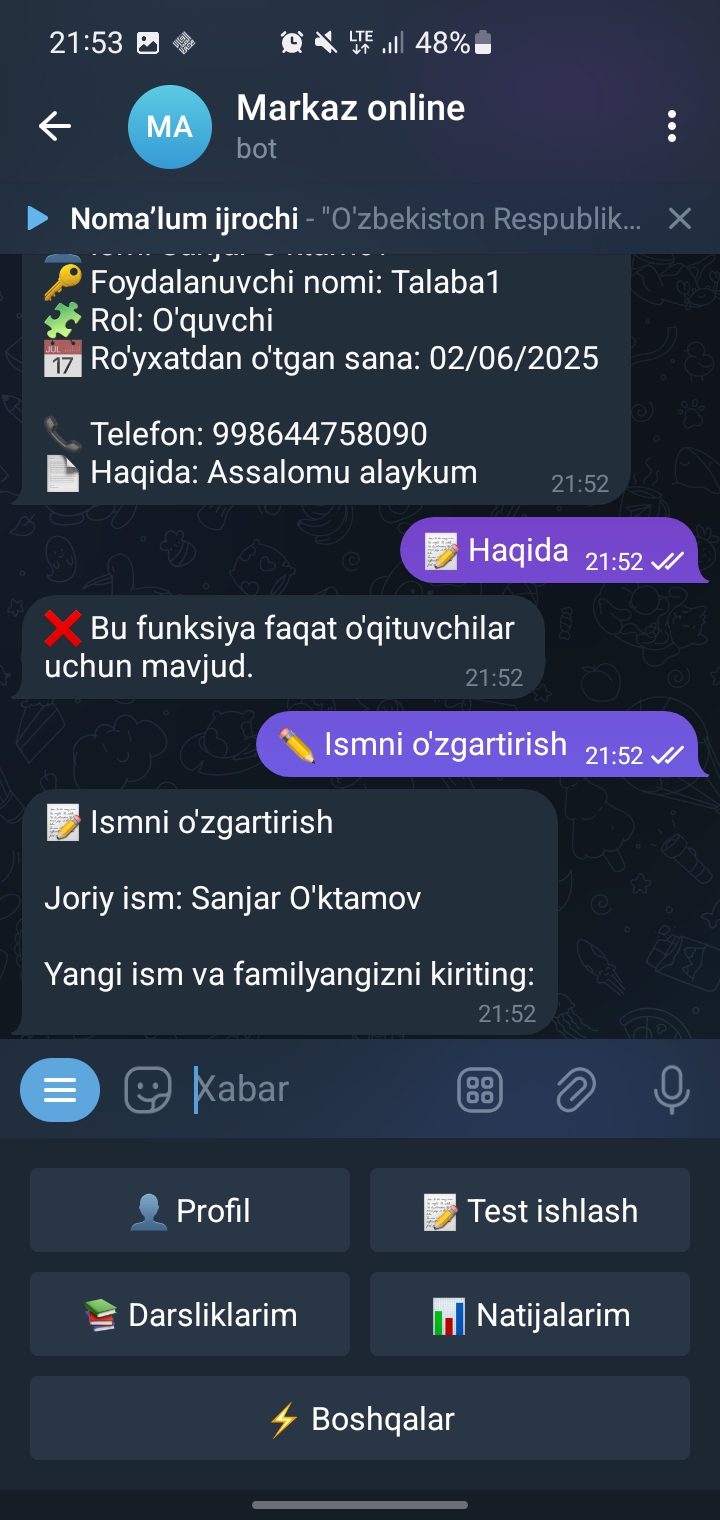 21:53
LTE
48%
MA
Markaz online
bot
Noma’lum ijrochi - "O'zbekiston Respublik...
Foydalanuvchi nomi: Talaba1
Rol: O'quvchi
JUL 17
Ro'yxatdan o'tgan sana: 02/06/2025
Telefon: 998644758090
Haqida: Assalomu alaykum
21:52
Haqida 21:52
Bu funksiya faqat o'qituvchilar
uchun mavjud.
21:52
Ismni o'zgartirish 21:52
Ismni o'zgartirish
Joriy ism: Sanjar O'ktamov
Yangi ism va familyangizni kiriting:
21:52
Xabar
Profil
Test ishlash
Darsliklarim
Natijalarim
Boshqalar